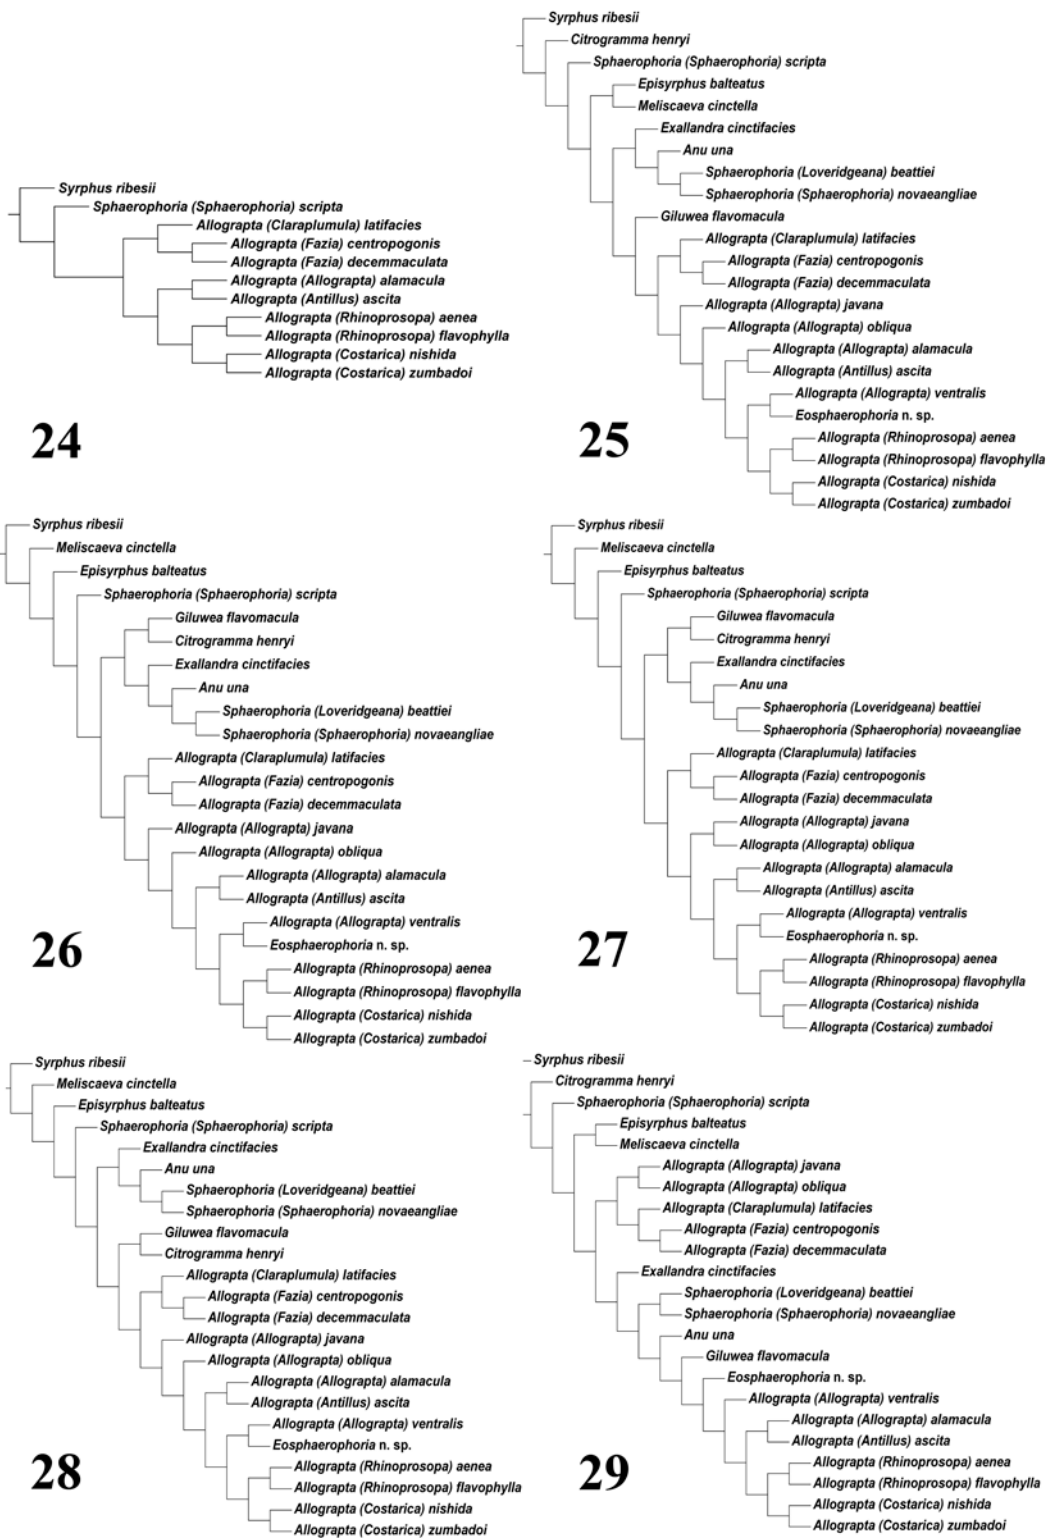 Syrphus ribesii
Sphaerophoria (Sphaerophoria) scripta
Allograpta (Claraplumula) latifacies
Allograpta (Fazia) centropogonis
Allograpta (Fazia) decemmaculata
Allograpta (Allograpta) alamacula
Allograpta (Antillus) ascita
Allograpta (Rhinoprosopa) aenea
Allograpta (Rhinoprosopa) flavophylla
Allograpta (Costarica) nishida
Allograpta (Costarica) zumbadoi
24
Syrphus ribesii
Citrogramma henryi
Sphaerophoria (Sphaerophoria) scripta
Episyrphus balteatus
Meliscaeva cinctella
Exallandra cinctifacies
Anu una
Sphaerophoria (Loveridgeana) beattiei
Sphaerophoria (Sphaerophoria) novaeangliae
Giluwea flavomacula
Allograpta (Claraplumula) latifacies
Allograpta (Fazia) centropogonis
Allograpta (Fazia) decemmaculata
Allograpta (Allograpta) javana
Allograpta (Allograpta) obliqua
Allograpta (Allograpta) alamacula
Allograpta (Antillus) ascita
Allograpta (Allograpta) ventralis
Eosphaerophoria n. sp.
Allograpta (Rhinoprosopa) aenea
Allograpta (Rhinoprosopa) flavophylla
Allograpta (Costarica) nishida
Allograpta (Costarica) zumbadoi
25
Syrphus ribesii
Meliscaeva cinctella
Episyrphus balteatus
Sphaerophoria (Sphaerophoria) scripta
Giluwea flavomacula
Citrogramma henryi
Exallandra cinctifacies
Anu una
Sphaerophoria (Loveridgeana) beattiei
Sphaerophoria (Sphaerophoria) novaeangliae
Allograpta (Claraplumula) latifacies
Allograpta (Fazia) centropogonis
Allograpta (Fazia) decemmaculata
Allograpta (Allograpta) javana
Allograpta (Allograpta) obliqua
Allograpta (Allograpta) alamacula
Allograpta (Antillus) ascita
Allograpta (Allograpta) ventralis
Eosphaerophoria n. sp.
Allograpta (Rhinoprosopa) aenea
Allograpta (Rhinoprosopa) flavophylla
Allograpta (Costarica) nishida
Allograpta (Costarica) zumbadoi
26
Syrphus ribesii
Meliscaeva cinctella
Episyrphus balteatus
Sphaerophoria (Sphaerophoria) scripta
Giluwea flavomacula
Citrogramma henryi
Exallandra cinctifacies
Anu una
Sphaerophoria (Loveridgeana) beattiei
Sphaerophoria (Sphaerophoria) novaeangliae
Allograpta (Claraplumula) latifacies
Allograpta (Fazia) centropogonis
Allograpta (Fazia) decemmaculata
Allograpta (Allograpta) javana
Allograpta (Allograpta) obliqua
Allograpta (Allograpta) alamacula
Allograpta (Antillus) ascita
Allograpta (Allograpta) ventralis
Eosphaerophoria n. sp.
Allograpta (Rhinoprosopa) aenea
Allograpta (Rhinoprosopa) flavophylla
Allograpta (Costarica) nishida
Allograpta (Costarica) zumbadoi
27
Syrphus ribesii
Meliscaeva cinctella
Episyrphus balteatus
Sphaerophoria (Sphaerophoria) scripta
Exallandra cinctifacies
Anu una
Sphaerophoria (Loveridgeana) beattiei
Sphaerophoria (Sphaerophoria) novaeangliae
Giluwea flavomacula
Citrogramma henryi
Allograpta (Claraplumula) latifacies
Allograpta (Fazia) centropogonis
Allograpta (Fazia) decemmaculata
Allograpta (Allograpta) javana
Allograpta (Allograpta) obliqua
Allograpta (Allograpta) alamacula
Allograpta (Antillus) ascita
Allograpta (Allograpta) ventralis
Eosphaerophoria n. sp.
Allograpta (Rhinoprosopa) aenea
Allograpta (Rhinoprosopa) flavophylla
Allograpta (Costarica) nishida
Allograpta (Costarica) zumbadoi
28
Syrphus ribesii
Citrogramma henryi
Sphaerophoria (Sphaerophoria) scripta
Episyrphus balteatus
Meliscaeva cinctella
Allograpta (Allograpta) javana
Allograpta (Allograpta) obliqua
Allograpta (Claraplumula) latifacies
Allograpta (Fazia) centropogonis
Allograpta (Fazia) decemmaculata
Exallandra cinctifacies
Sphaerophoria (Loveridgeana) beattiei
Sphaerophoria (Sphaerophoria) novaeangliae
Anu una
Giluwea flavomacula
Eosphaerophoria n. sp.
Allograpta (Allograpta) ventralis
Allograpta (Allograpta) alamacula
Allograpta (Antillus) ascita
Allograpta (Rhinoprosopa) aenea
Allograpta (Rhinoprosopa) flavophylla
Allograpta (Costarica) nishida
Allograpta (Costarica) zumbadoi
29